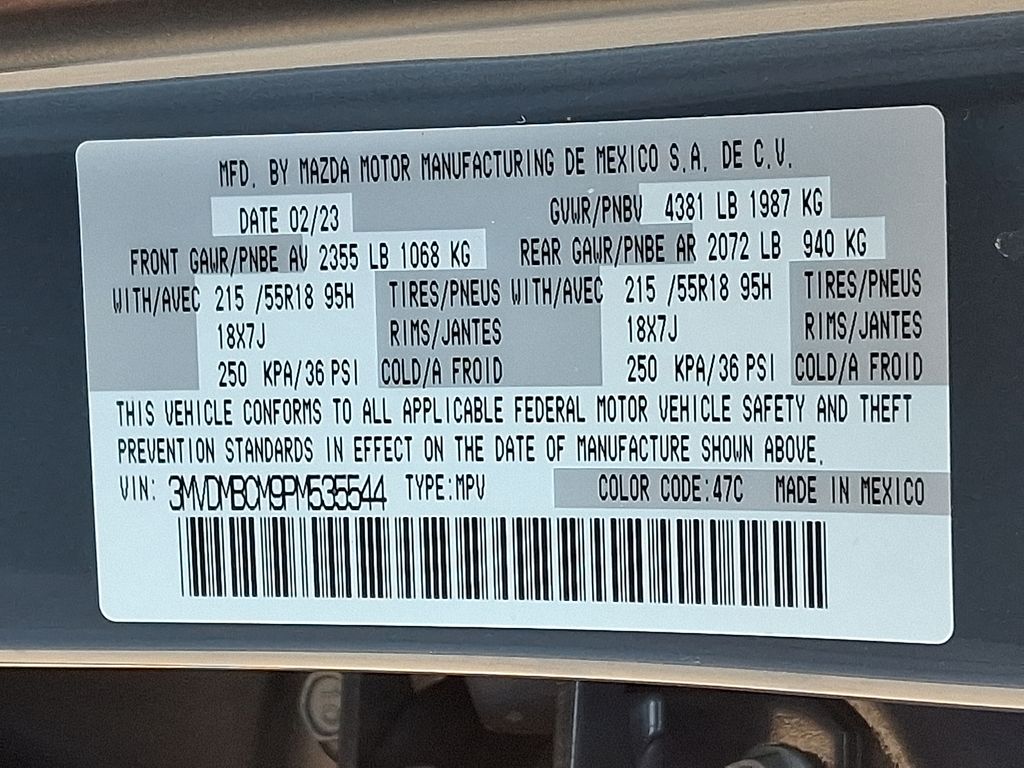 MFD. BY MAZDA MOTOR MANUFACTURING DE MEXICO S.A. DE C.V.
DATE 02/23 GVWR/PNBV 4381 LB 1987 KG
FRONT GAWR/PNBE AV 2355 LB 1068 KG REAR GAWR/PNBE AR 2072 LB 940 KG
WITH/AVEC 215 /55R18 95H TIRES/PNEUS WITH/AVEC 215 /55R18 95H TIRES/PNEUS
18X7J RIMS/JANTES 18X7J RIMS/JANTES
250 KPA/36 PSI COLD/A FROID 250 KPA/36 PSI COLD/A FROID
THIS VEHICLE CONFORMS TO ALL APPLICABLE FEDERAL MOTOR VEHICLE SAFETY AND THEFT
PREVENTION STANDARDS IN EFFECT ON THE DATE OF MANUFACTURE SHOWN ABOVE.
VIN: 3MVDMBCM9PM535544 TYPE:MPV COLOR CODE:47C MADE IN MEXICO